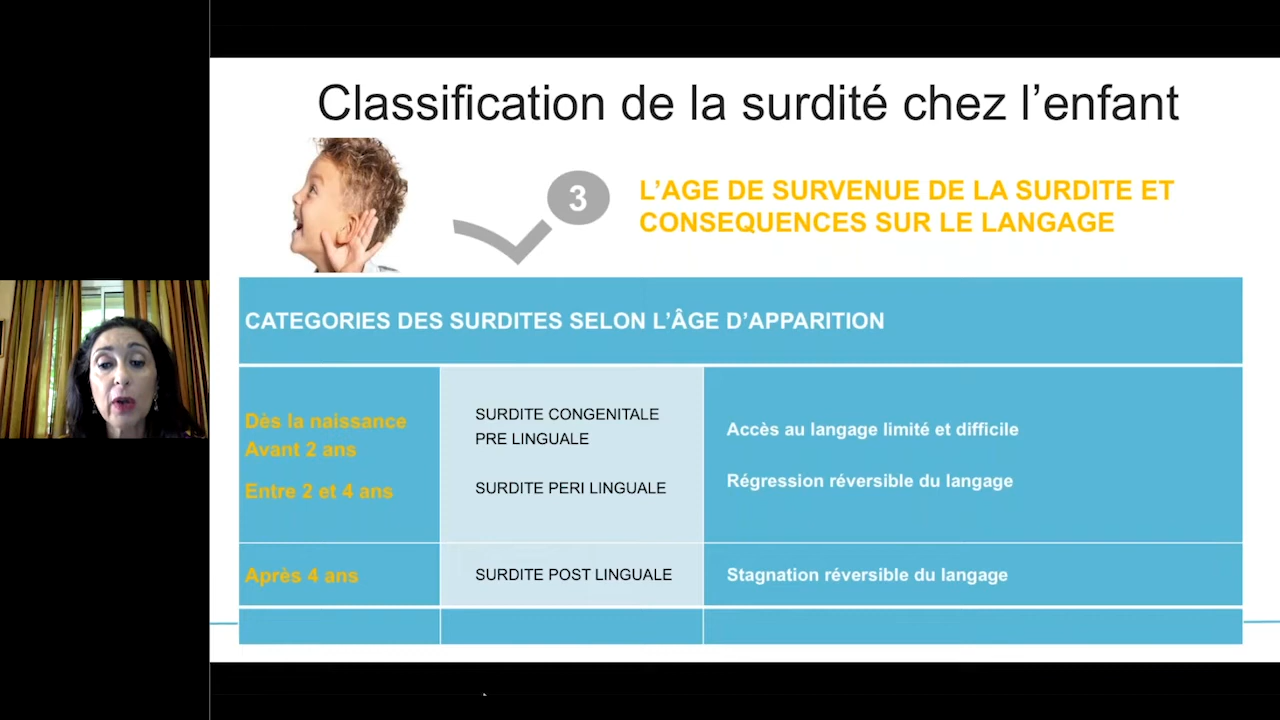 Classification de la surdité chez l’enfant
3
L’AGE DE SURVENUE DE LA SURDITE ET
CONSEQUENCES SUR LE LANGAGE
CATEGORIES DES SURDITES SELON L’ÂGE D’APPARITION
Dès la naissance
Avant 2 ans
SURDITE CONGENITALE
PRE LINGUALE
Accès au langage limité et difficile
Entre 2 et 4 ans
SURDITE PERI LINGUALE
Régression réversible du langage
Après 4 ans
SURDITE POST LINGUALE
Stagnation réversible du langage